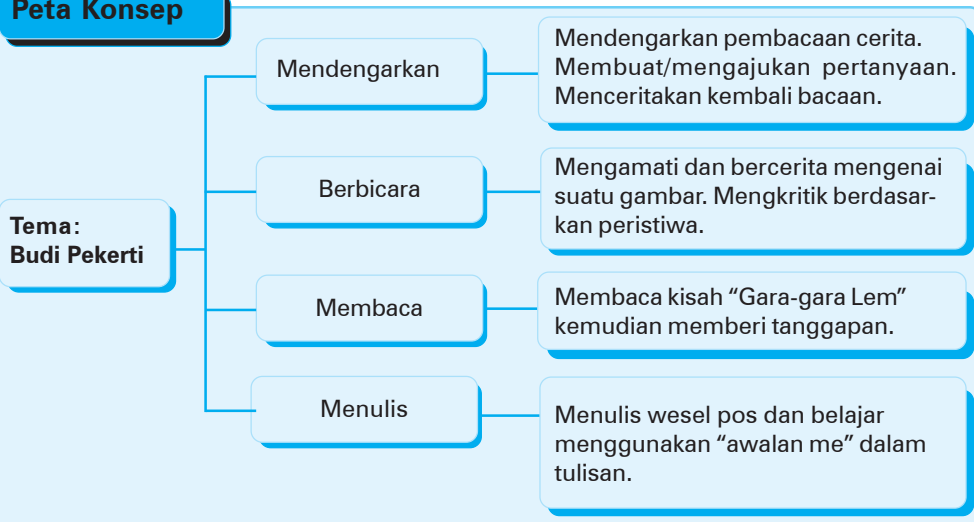 Peta Konsep
Mendengarkan
Mendengarkan pembacaan cerita.
Membuat/mengajukan pertanyaan.
Menceritakan kembali bacaan.
Berbicara
Mengamati dan bercerita mengenai
suatu gambar. Mengkritik berdasar-
kan peristiwa.
Tema:
Budi Pekerti
Membaca
Membaca kisah “Gara-gara Lem”
kemudian memberi tanggapan.
Menulis
Menulis wesel pos dan belajar
menggunakan “awalan me” dalam
tulisan.